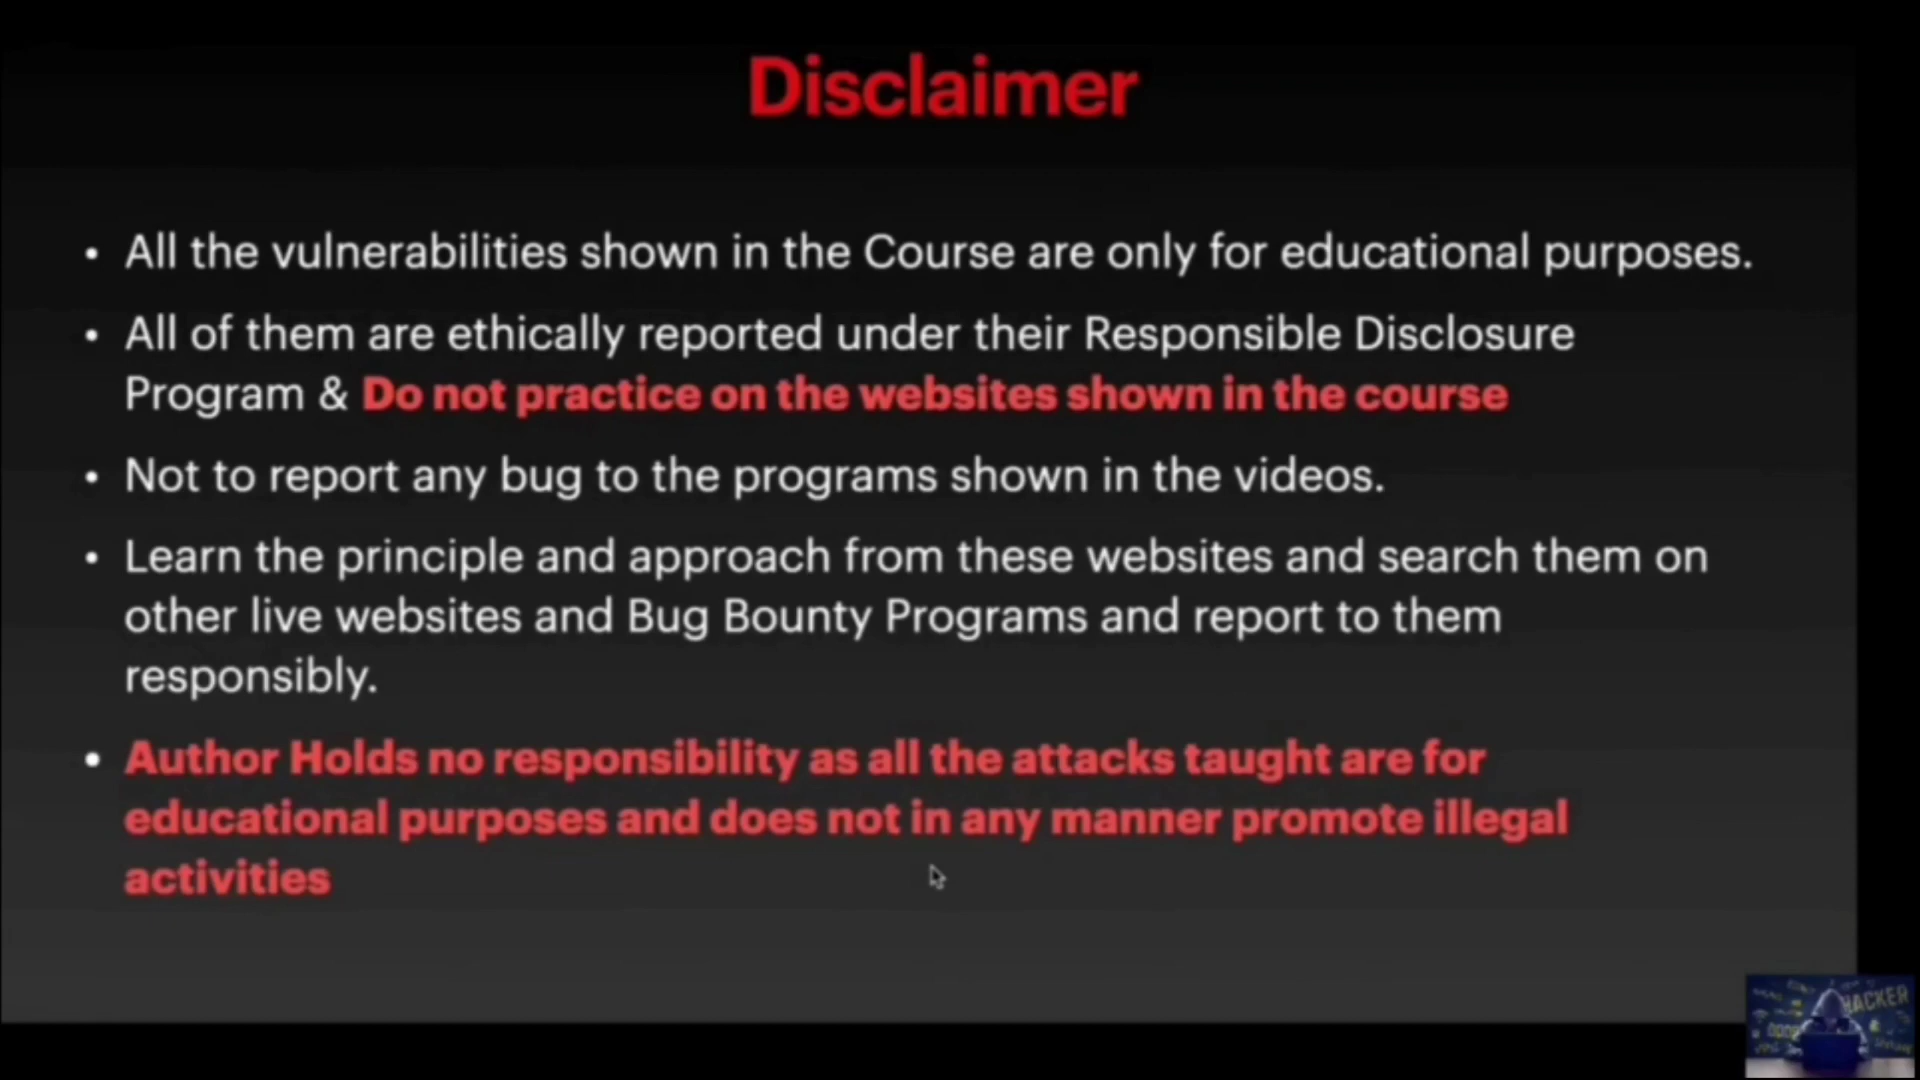 Disclaimer
• All the vulnerabilities shown in the Course are only for educational purposes.
• All of them are ethically reported under their Responsible Disclosure
Program & Do not practice on the websites shown in the course
• Not to report any bug to the programs shown in the videos.
• Learn the principle and approach from these websites and search them on
other live websites and Bug Bounty Programs and report to them
responsibly.
• Author Holds no responsibility as all the attacks taught are for
educational purposes and does not in any manner promote illegal
activities
HACKER